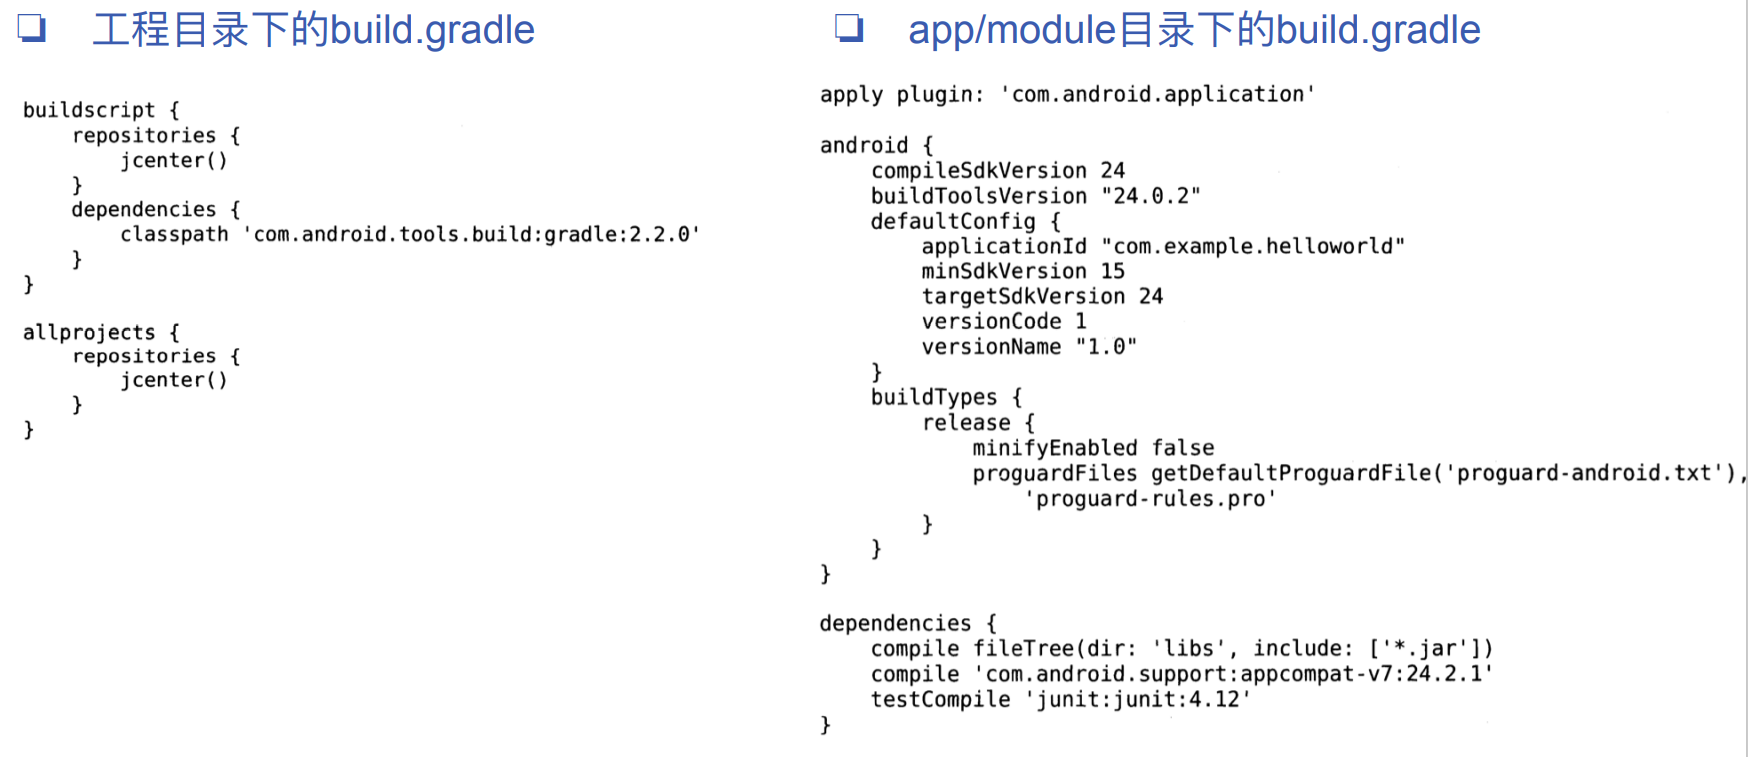 工程目录下的build.gradle
buildscript {
    repositories {
        jcenter()
    }
    dependencies {
        classpath 'com.android.tools.build:gradle:2.2.0'
    }
}
allprojects {
    repositories {
        jcenter()
    }
}
app/module目录下的build.gradle
apply plugin: 'com.android.application'
android {
    compileSdkVersion 24
    buildToolsVersion "24.0.2"
    defaultConfig {
        applicationId "com.example.helloworld"
        minSdkVersion 15
        targetSdkVersion 24
        versionCode 1
        versionName "1.0"
    }
    buildTypes {
        release {
            minifyEnabled false
            proguardFiles getDefaultProguardFile('proguard-android.txt'),
                'proguard-rules.pro'
        }
    }
}
dependencies {
    compile fileTree(dir: 'libs', include: ['*.jar'])
    compile 'com.android.support:appcompat-v7:24.2.1'
    testCompile 'junit:junit:4.12'
}